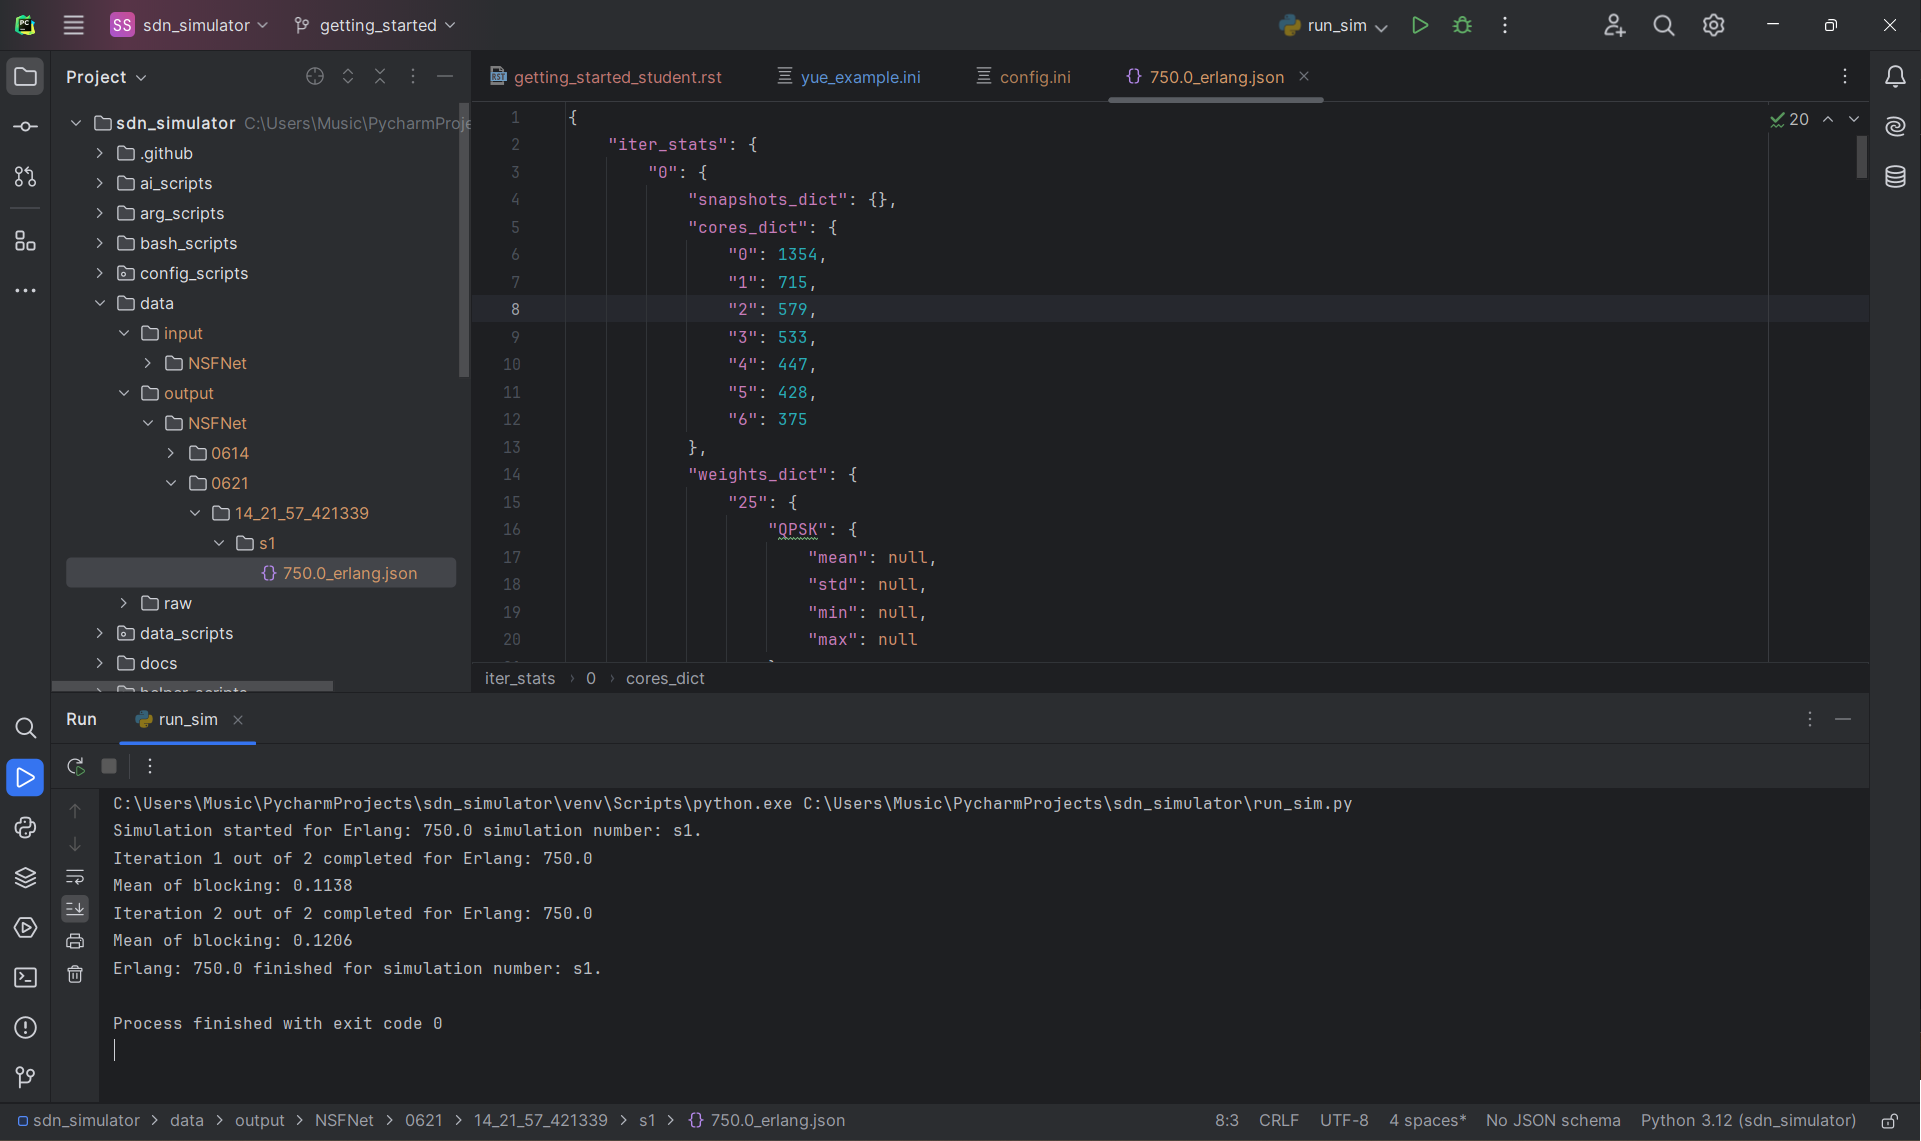 SS sdn_simulator getting_started run_sim
Project
getting_started_student.rst yue_example.ini config.ini {} 750.0_erlang.json
sdn_simulator C:\Users\Music\PycharmProje
.github
ai_scripts
arg_scripts
bash_scripts
config_scripts
data
input
NSFNet
output
NSFNet
0614
0621
14_21_57_421339
s1
{} 750.0_erlang.json
raw
data_scripts
docs
helper_scripts
20
1 {
2 "iter_stats": {
3 "0": {
4 "snapshots_dict": {},
5 "cores_dict": {
6 "0": 1354,
7 "1": 715,
8 "2": 579,
9 "3": 533,
10 "4": 447,
11 "5": 428,
12 "6": 375
13 },
14 "weights_dict": {
15 "25": {
16 "QPSK": {
17 "mean": null,
18 "std": null,
19 "min": null,
20 "max": null
iter_stats › 0 › cores_dict
Run run_sim
C:\Users\Music\PycharmProjects\sdn_simulator\venv\Scripts\python.exe C:\Users\Music\PycharmProjects\sdn_simulator\run_sim.py
Simulation started for Erlang: 750.0 simulation number: s1.
Iteration 1 out of 2 completed for Erlang: 750.0
Mean of blocking: 0.1138
Iteration 2 out of 2 completed for Erlang: 750.0
Mean of blocking: 0.1206
Erlang: 750.0 finished for simulation number: s1.
Process finished with exit code 0
sdn_simulator > data > output > NSFNet > 0621 > 14_21_57_421339 > s1 > {} 750.0_erlang.json 8:3 CRLF UTF-8 4 spaces* No JSON schema Python 3.12 (sdn_simulator)